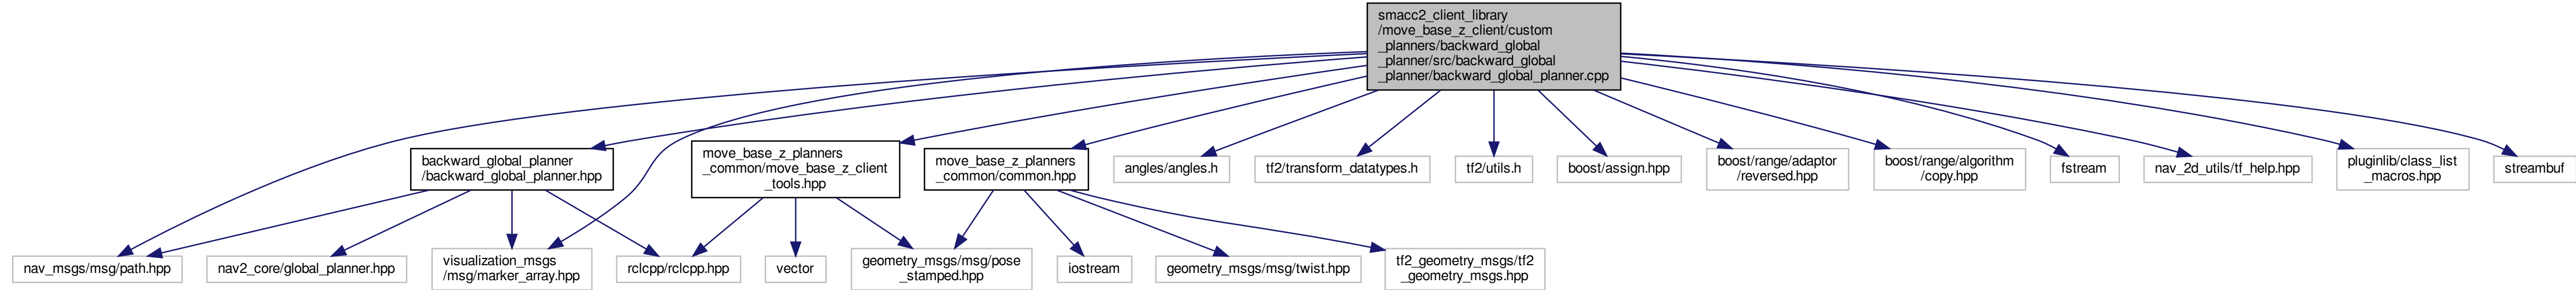 smacc2_client_library
/move_base_z_client/custom
_planners/backward_global
_planner/src/backward_global
_planner/backward_global_planner.cpp
backward_global_planner
/backward_global_planner.hpp
move_base_z_planners
_common/move_base_z_client
_tools.hpp
move_base_z_planners
_common/common.hpp
angles/angles.h
tf2/transform_datatypes.h
tf2/utils.h
boost/assign.hpp
boost/range/adaptor
/reversed.hpp
boost/range/algorithm
/copy.hpp
fstream
nav_2d_utils/tf_help.hpp
pluginlib/class_list
_macros.hpp
streambuf
nav_msgs/msg/path.hpp
nav2_core/global_planner.hpp
visualization_msgs
/msg/marker_array.hpp
rclcpp/rclcpp.hpp
vector
geometry_msgs/msg/pose
_stamped.hpp
iostream
geometry_msgs/msg/twist.hpp
tf2_geometry_msgs/tf2
_geometry_msgs.hpp